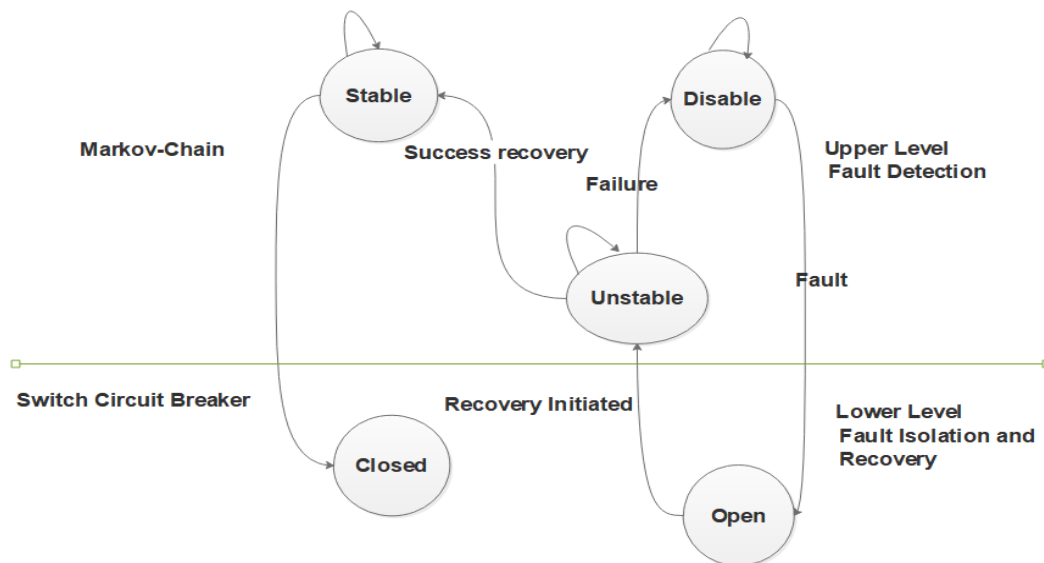 Stable
Disable
Markov-Chain
Success recovery
Upper Level
Fault Detection
Failure
Unstable
Fault
Switch Circuit Breaker
Recovery Initiated
Lower Level
Fault Isolation and
Recovery
Closed
Open